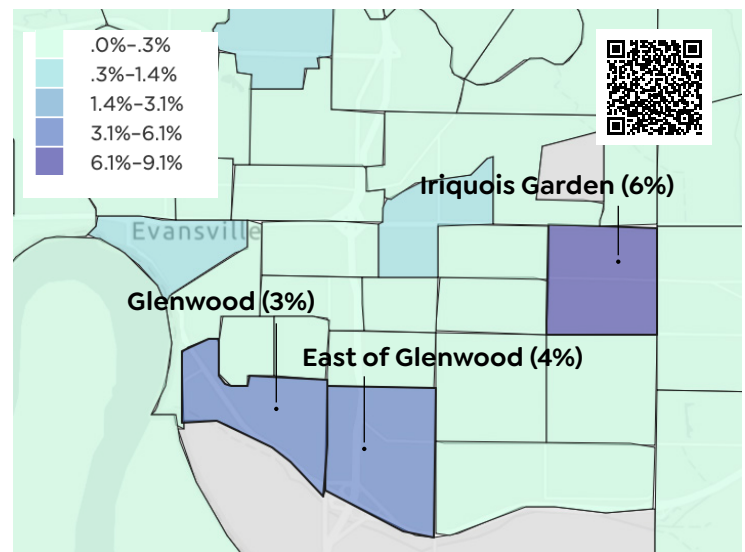 .0%–.3%
.3%–1.4%
1.4%–3.1%
3.1%–6.1%
6.1%–9.1%
Iriquois Garden (6%)
Evansville
Glenwood (3%)
East of Glenwood (4%)